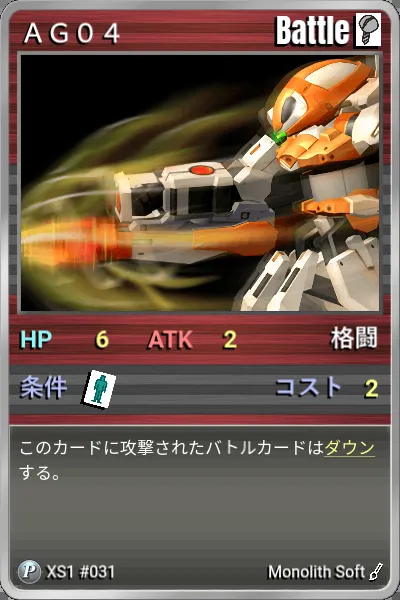 AG04
Battle
HP 6 ATK 2 格闘
条件 コスト 2
このカードに攻撃されたバトルカードはダウン
する。
P XS1 #031 Monolith Soft